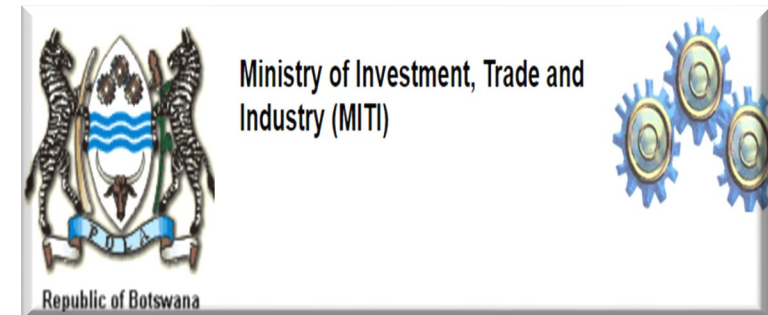 Ministry of Investment, Trade and
Industry (MITI)
PULA
Republic of Botswana